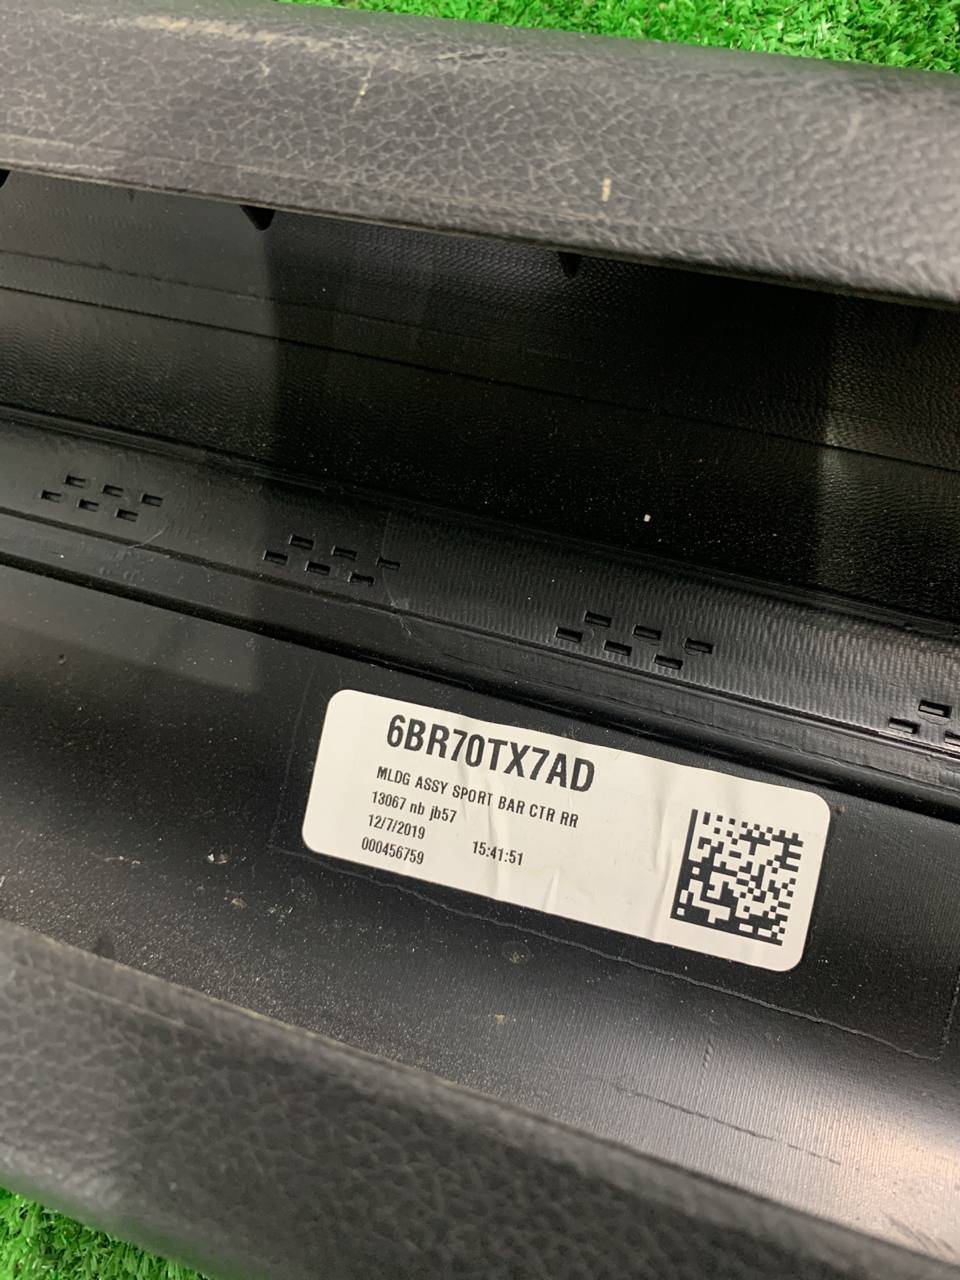 6BR70TX7AD
MLDG ASSY SPORT BAR CTR RR
13067 nb jb57
12/7/2019 15:41:51
000456759